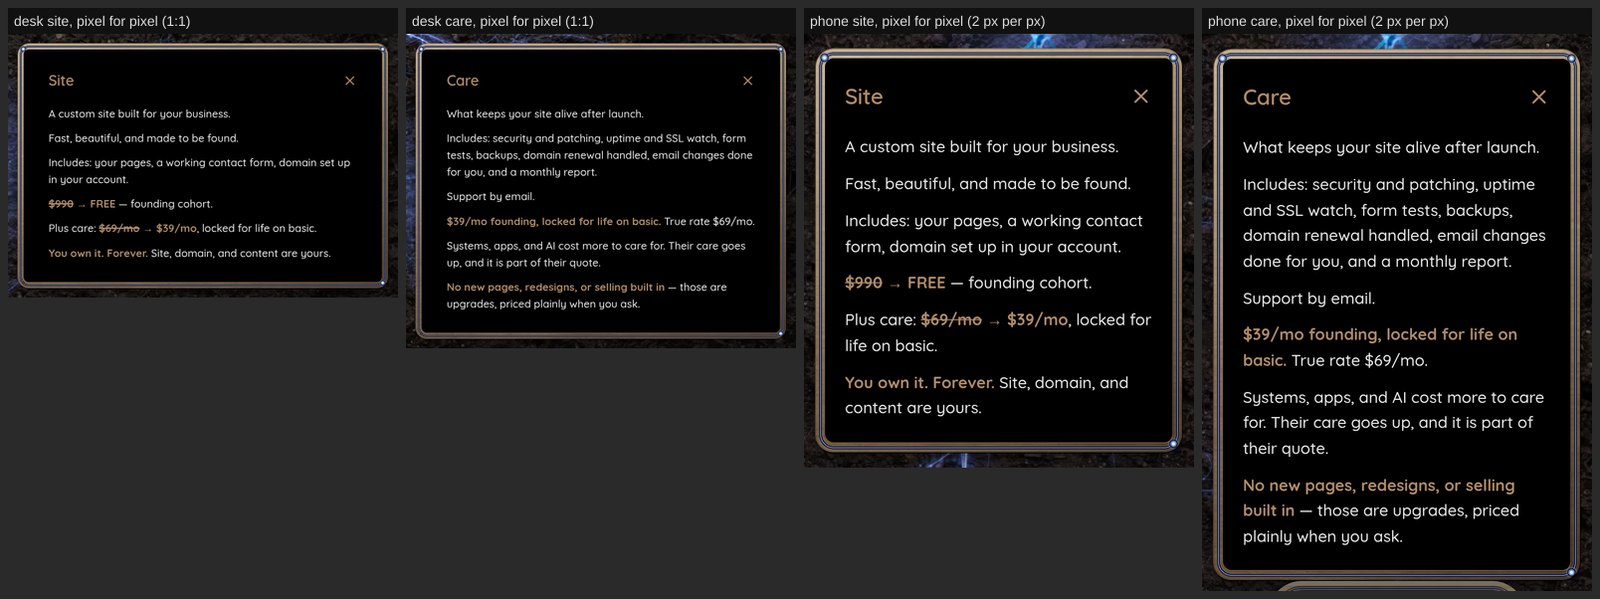 desk site, pixel for pixel (1:1)
Site
A custom site built for your business.
Fast, beautiful, and made to be found.
Includes: your pages, a working contact form, domain set up
in your account.
$990 → FREE — founding cohort.
Plus care: $69/mo → $39/mo, locked for life on basic.
You own it. Forever. Site, domain, and content are yours.
desk care, pixel for pixel (1:1)
Care
What keeps your site alive after launch.
Includes: security and patching, uptime and SSL watch, form
tests, backups, domain renewal handled, email changes done
for you, and a monthly report.
Support by email.
$39/mo founding, locked for life on basic. True rate $69/mo.
Systems, apps, and AI cost more to care for. Their care goes
up, and it is part of their quote.
No new pages, redesigns, or selling built in — those are
upgrades, priced plainly when you ask.
phone site, pixel for pixel (2 px per px)
Site
A custom site built for your business.
Fast, beautiful, and made to be found.
Includes: your pages, a working contact
form, domain set up in your account.
$990 → FREE — founding cohort.
Plus care: $69/mo → $39/mo, locked for
life on basic.
You own it. Forever. Site, domain, and
content are yours.
phone care, pixel for pixel (2 px per px)
Care
What keeps your site alive after launch.
Includes: security and patching, uptime
and SSL watch, form tests, backups,
domain renewal handled, email changes
done for you, and a monthly report.
Support by email.
$39/mo founding, locked for life on
basic. True rate $69/mo.
Systems, apps, and AI cost more to care
for. Their care goes up, and it is part of
their quote.
No new pages, redesigns, or selling
built in — those are upgrades, priced
plainly when you ask.